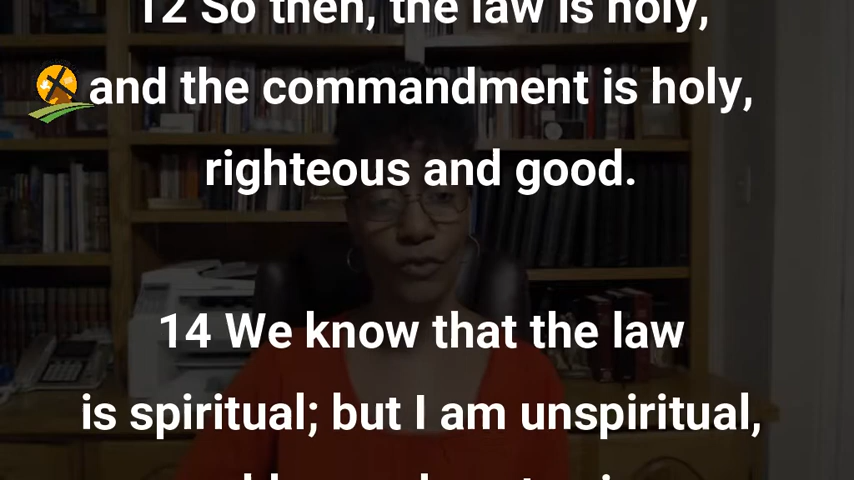 12 So then, the law is holy,
and the commandment is holy,
righteous and good.
14 We know that the law
is spiritual; but I am unspiritual,